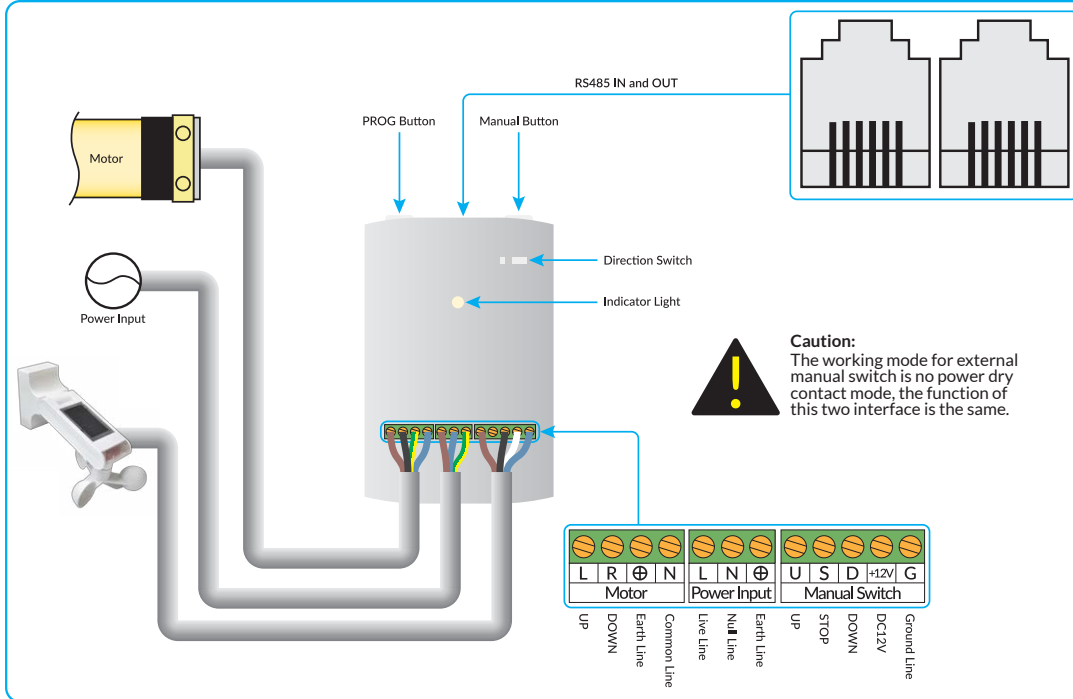 RS485 IN and OUT
PROG Button
Manual Button
Motor
Direction Switch
Power Input
Indicator Light
Caution:
The working mode for external
manual switch is no power dry
contact mode, the function of
this two interface is the same.
L R ⊕ N L N ⊕ U S D +12V G
Motor Power Input Manual Switch
UP
DOWN
Earth Line
Common Line
Live Line
Null Line
Earth Line
UP
STOP
DOWN
DC12V
Ground Line